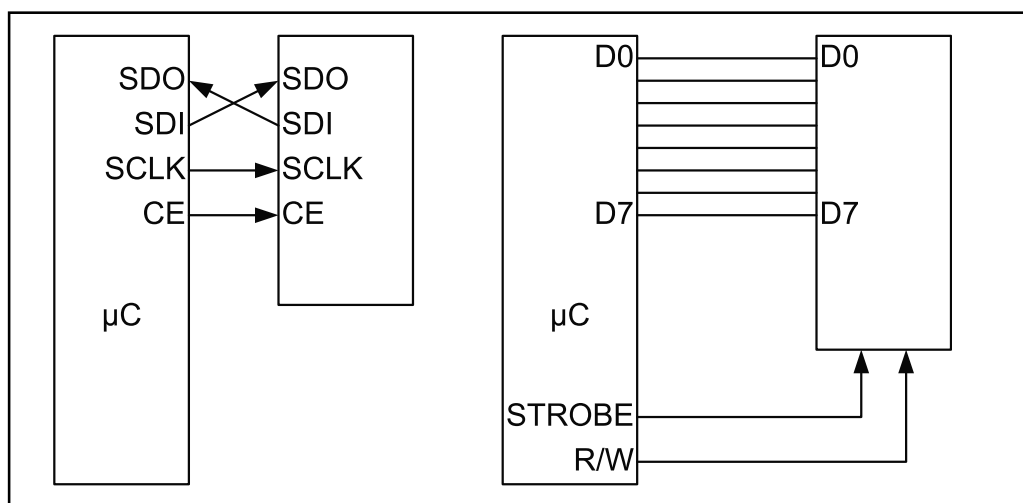 SDO
SDI
SCLK
CE
µC
SDO
SDI
SCLK
CE
D0
D7
µC
STROBE
R/W
D0
D7